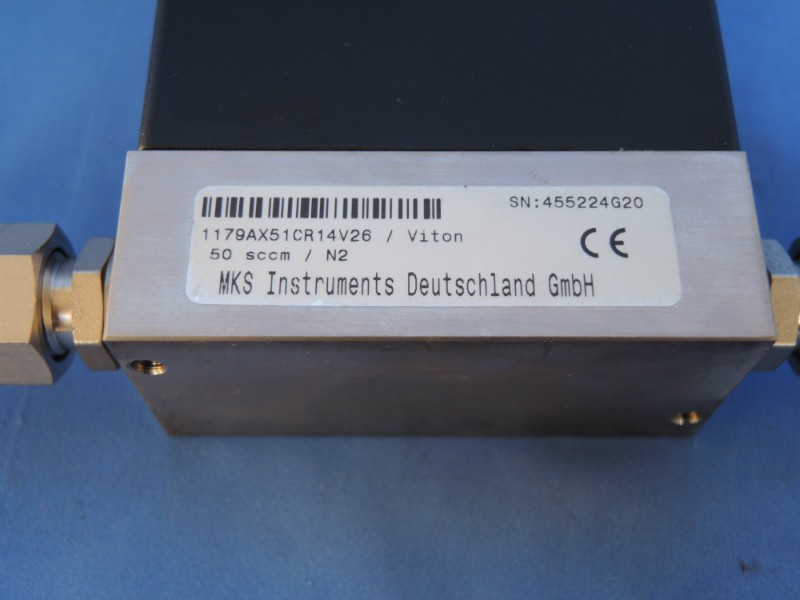 SN:455224G20
1179AX51CR14V26 / Viton
50 sccm / N2
CE
MKS Instruments Deutschland GmbH